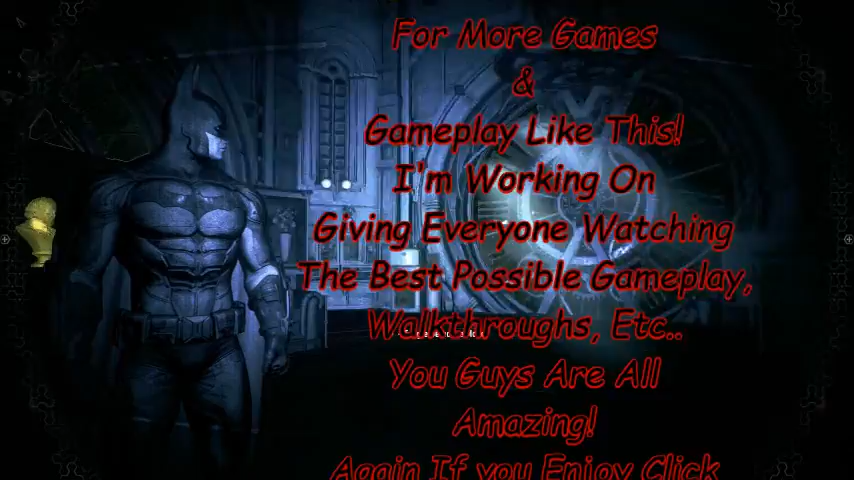 For More Games
&
Gameplay Like This!
I'm Working On
Giving Everyone Watching
The Best Possible Gameplay,
Walkthroughs, Etc..
You Guys Are All
Amazing!
Again If you Enjoy Click